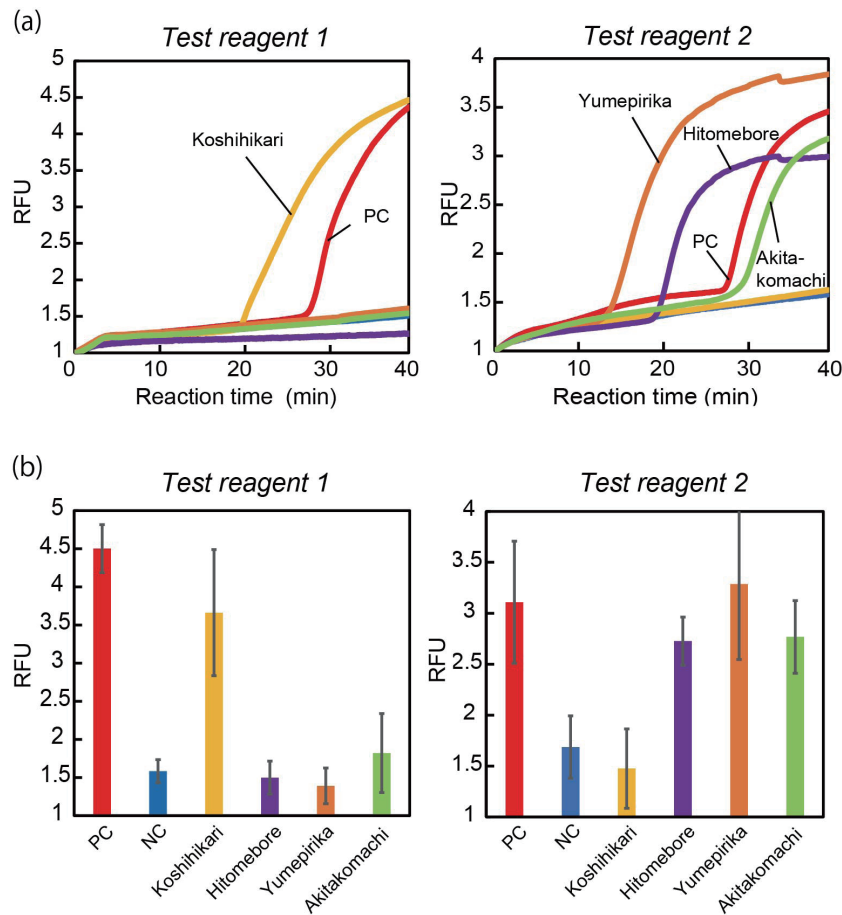 (a)
Test reagent 1
5
4.5
4
3.5
3
2.5
2
1.5
1
RFU
Koshihikari
PC
0 10 20 30 40
Reaction time (min)
Test reagent 2
4
3.5
3
2.5
2
1.5
1
RFU
Yumepirika
Hitomebore
PC
Akita-
komachi
0 10 20 30 40
Reaction time (min)
(b)
Test reagent 1
5
4.5
4
3.5
3
2.5
2
1.5
1
RFU
PC
NC
Koshihikari
Hitomebore
Yumepirika
Akitakomachi
Test reagent 2
4
3.5
3
2.5
2
1.5
1
RFU
PC
NC
Koshihikari
Hitomebore
Yumepirika
Akitakomachi